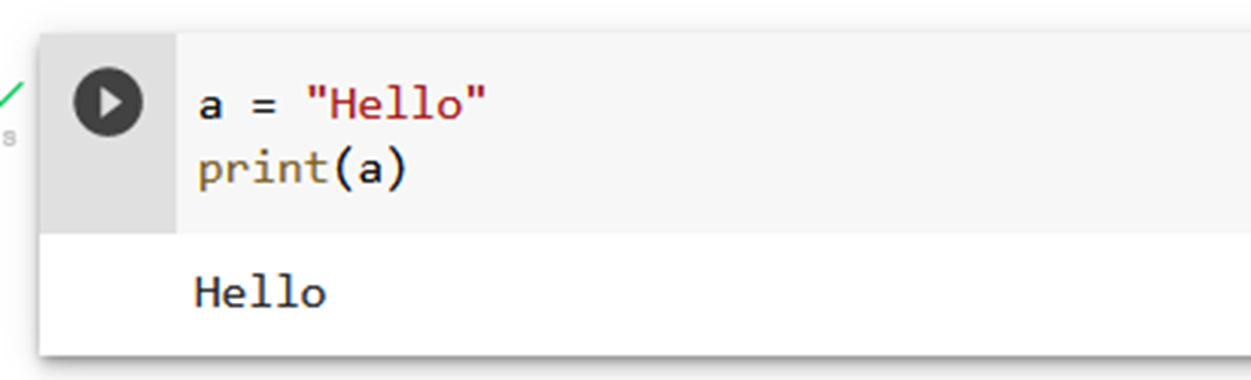 a = "Hello"
s
print(a)
Hello